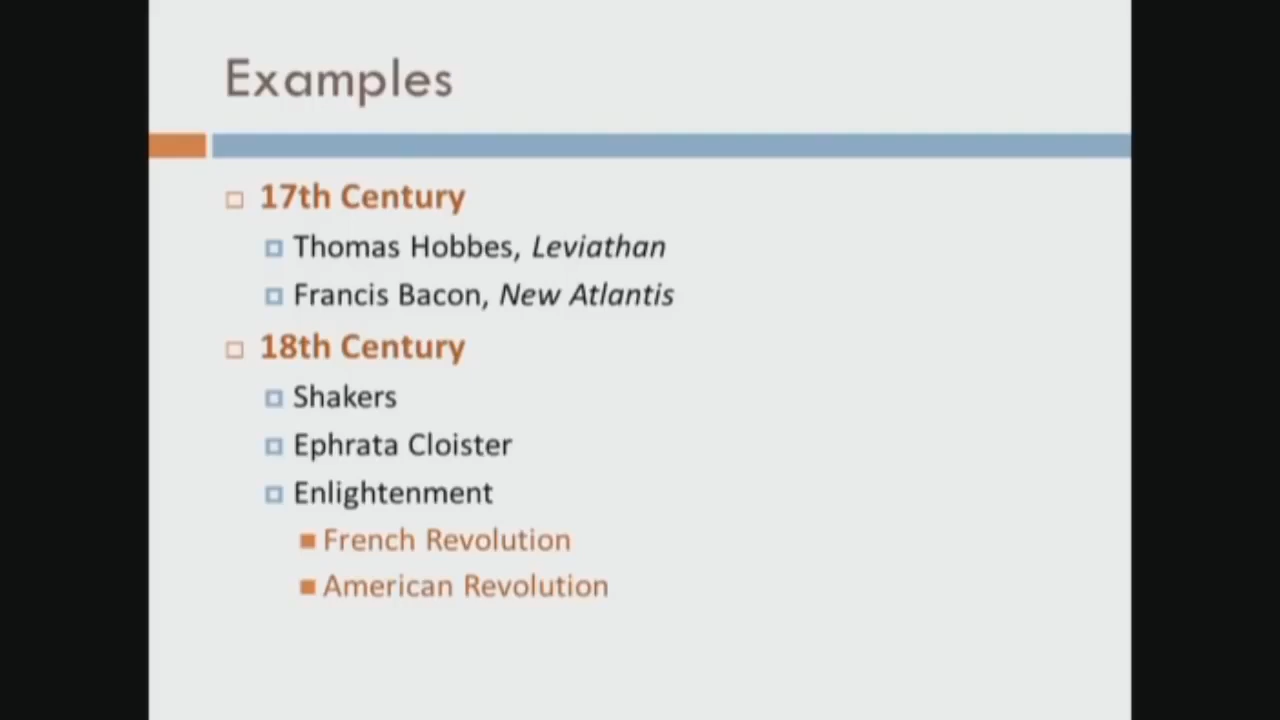 Examples
17th Century
Thomas Hobbes, Leviathan
Francis Bacon, New Atlantis
18th Century
Shakers
Ephrata Cloister
Enlightenment
French Revolution
American Revolution